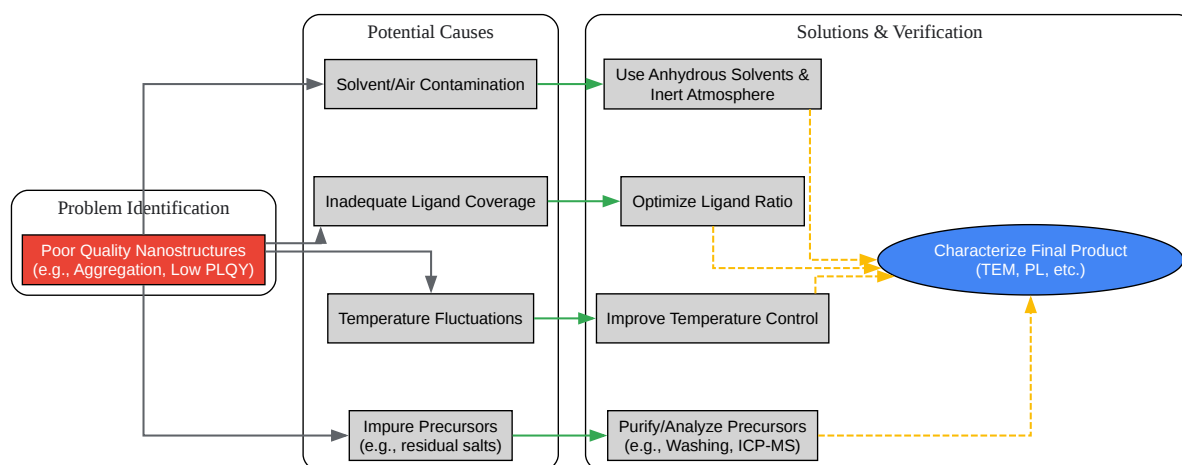 Potential Causes
Solutions & Verification
Solvent/Air Contamination
Use Anhydrous Solvents &
Inert Atmosphere
Problem Identification
Inadequate Ligand Coverage
Optimize Ligand Ratio
Poor Quality Nanostructures
(e.g., Aggregation, Low PLQY)
Characterize Final Product
(TEM, PL, etc.)
Temperature Fluctuations
Improve Temperature Control
Impure Precursors
(e.g., residual salts)
Purify/Analyze Precursors
(e.g., Washing, ICP-MS)